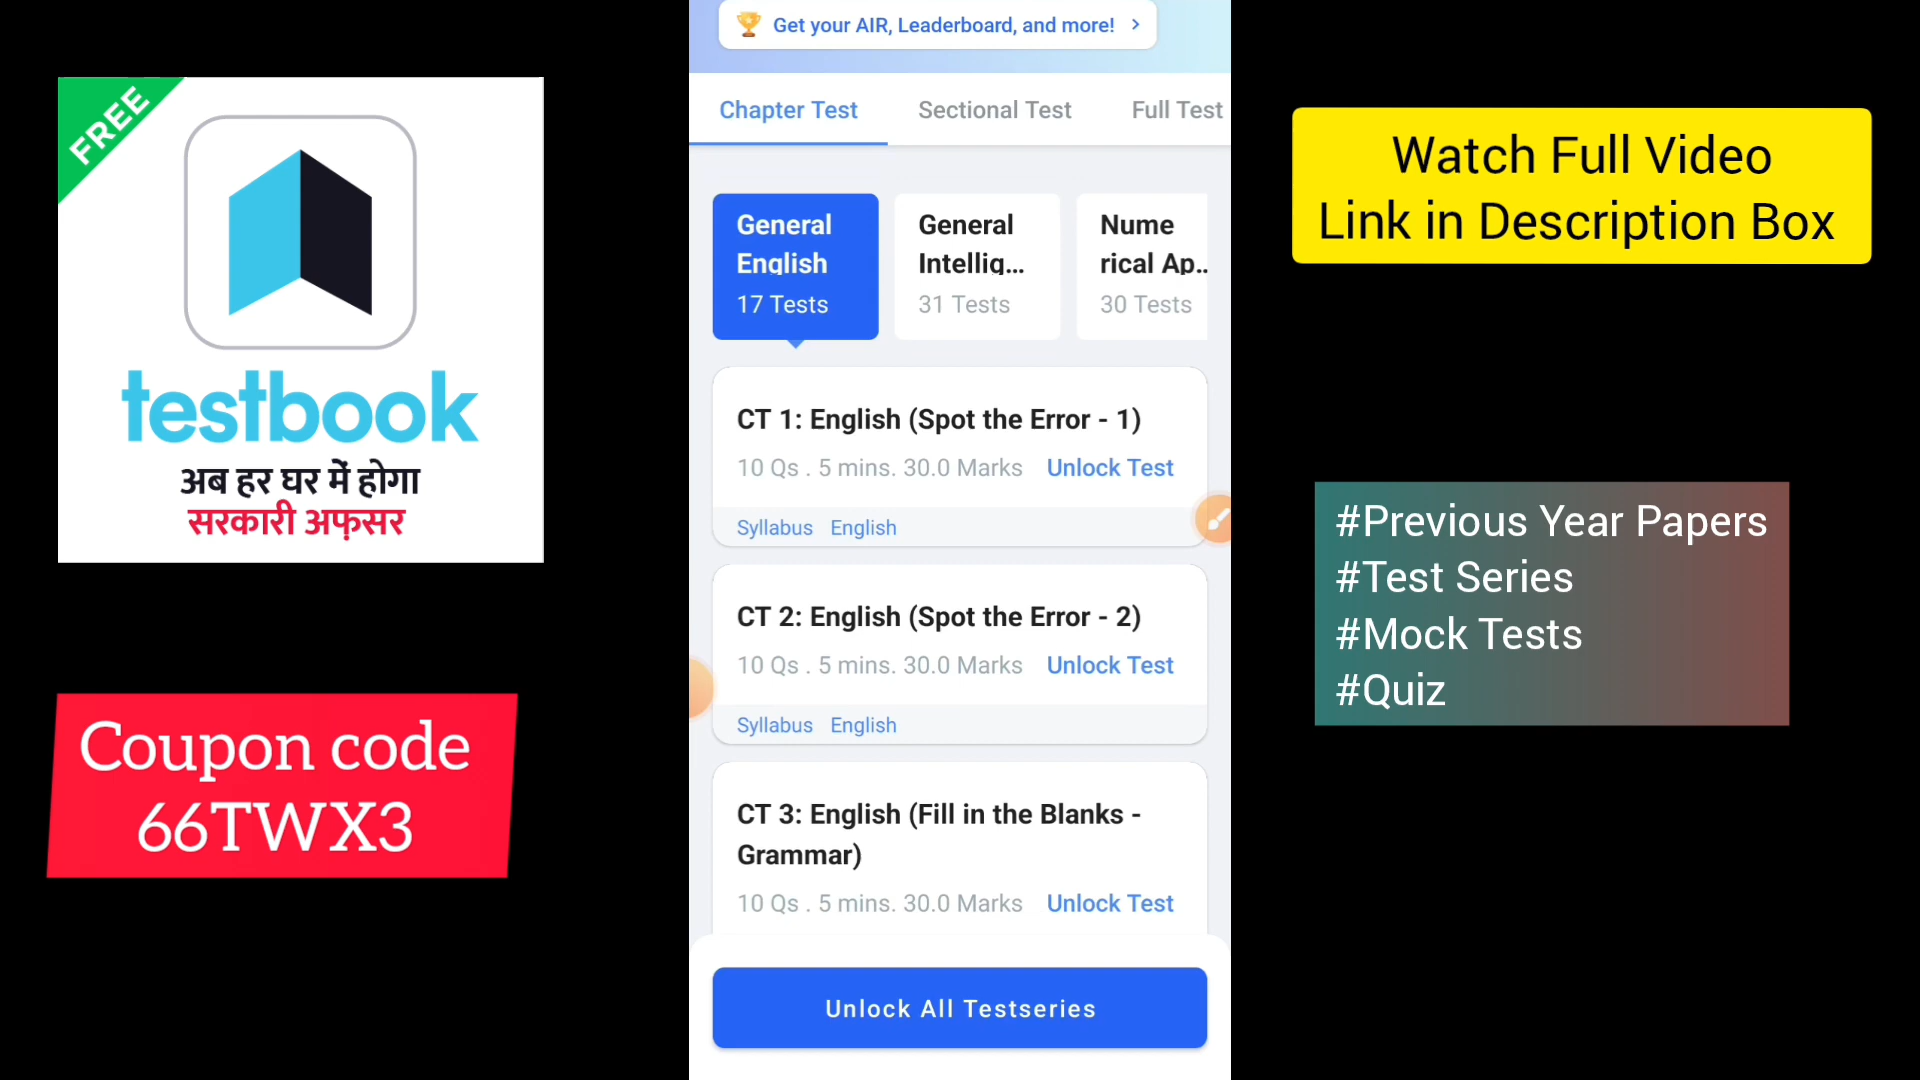 FREE
testbook
अब हर घर में होगा
सरकारी अफ़सर
Coupon code
66TWX3
Get your AIR, Leaderboard, and more!
Chapter Test
Sectional Test
Full Test
General
English
17 Tests
General
Intellig...
31 Tests
Nume
rical Ap..
30 Tests
CT 1: English (Spot the Error - 1)
10 Qs . 5 mins. 30.0 Marks Unlock Test
Syllabus English
CT 2: English (Spot the Error - 2)
10 Qs . 5 mins. 30.0 Marks Unlock Test
Syllabus English
CT 3: English (Fill in the Blanks -
Grammar)
10 Qs . 5 mins. 30.0 Marks Unlock Test
Unlock All Testseries
Watch Full Video
Link in Description Box
#Previous Year Papers
#Test Series
#Mock Tests
#Quiz